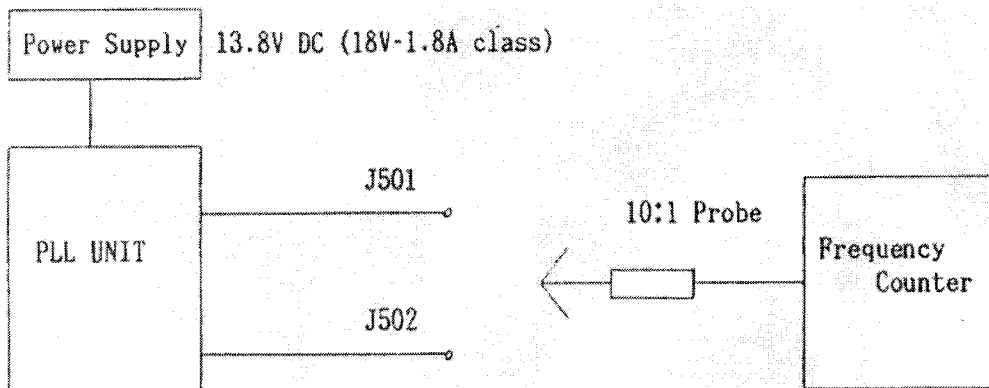 Power Supply
13.8V DC (18V-1.8A class)
J501
PLL UNIT
10:1 Probe
Frequency
Counter
J502